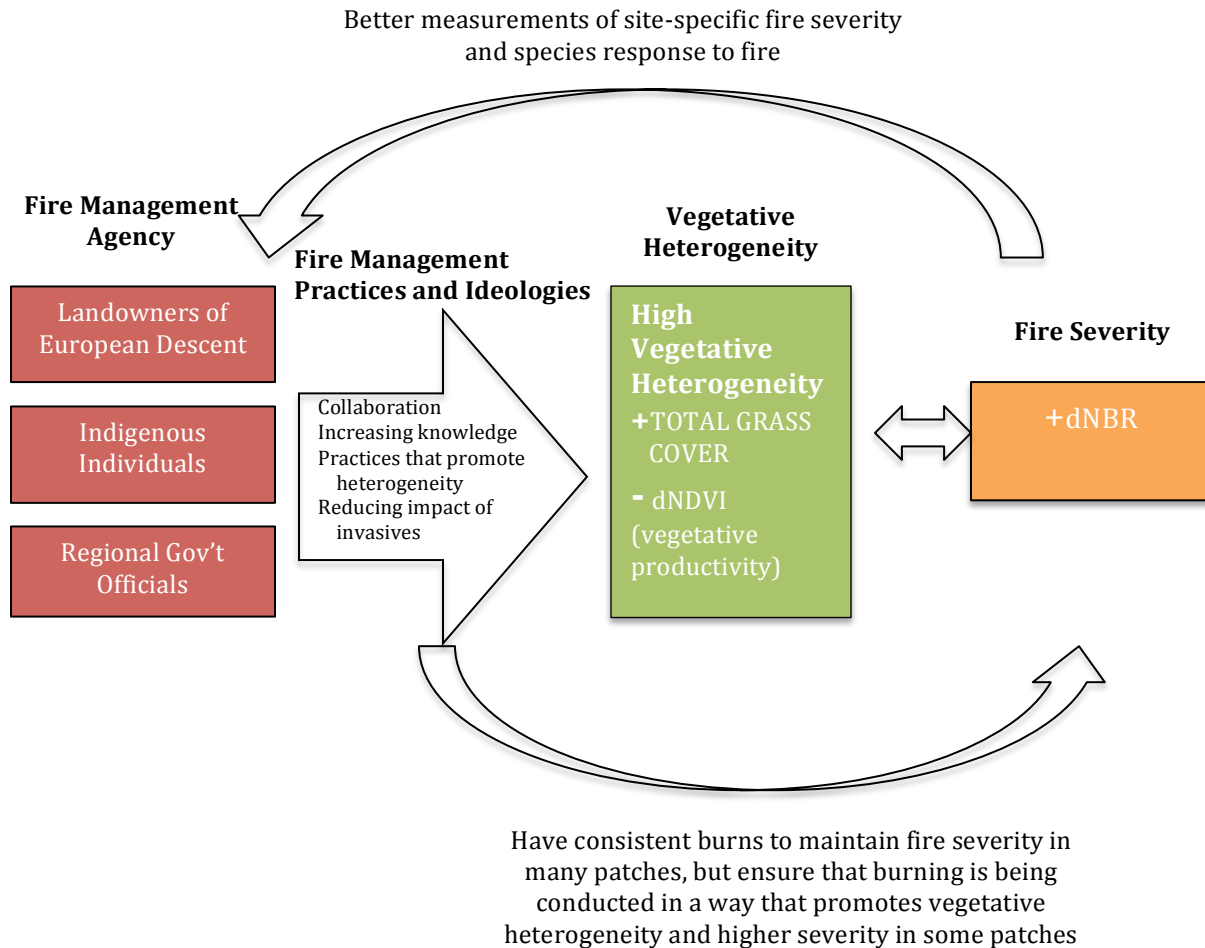 Better measurements of site-specific fire severity
and species response to fire
Fire Management
Agency
Landowners of
European Descent
Indigenous
Individuals
Regional Gov’t
Officials
Fire Management
Practices and Ideologies
Collaboration
Increasing knowledge
Practices that promote
heterogeneity
Reducing impact of
invasives
Vegetative
Heterogeneity
High
Vegetative
Heterogeneity
+TOTAL GRASS
COVER
- dNDVI
(vegetative
productivity)
Fire Severity
+dNBR
Have consistent burns to maintain fire severity in
many patches, but ensure that burning is being
conducted in a way that promotes vegetative
heterogeneity and higher severity in some patches